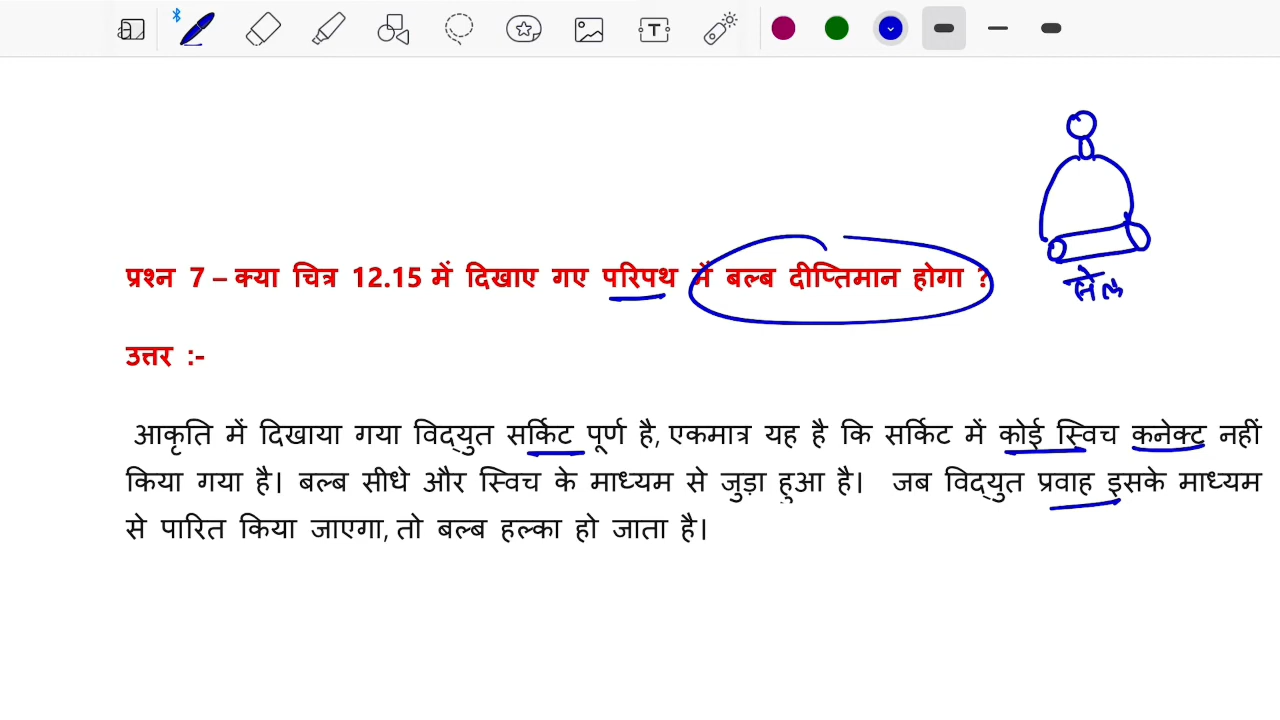 T
सेल
प्रश्न 7 – क्या चित्र 12.15 में दिखाए गए परिपथ में बल्ब दीप्तिमान होगा ?
उत्तर :-
आकृति में दिखाया गया विद्युत सर्किट पूर्ण है, एकमात्र यह है कि सर्किट में कोई स्विच कनेक्ट नहीं
किया गया है। बल्ब सीधे और स्विच के माध्यम से जुड़ा हुआ है। जब विद्युत प्रवाह इसके माध्यम
से पारित किया जाएगा, तो बल्ब हल्का हो जाता है।